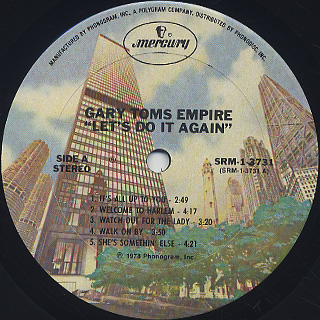 MANUFACTURED BY PHONOGRAM, INC., A POLYGRAM COMPANY, DISTRIBUTED BY PHONODISC, INC.
mercury
GARY TOMS EMPIRE
"LET'S DO IT AGAIN"
SIDE A
STEREO
SRM-1-3731
(SRM-1-3731 A)
1. IT'S ALL UP TO YOU - 2:49
2. WELCOME TO HARLEM - 4:17
3. WATCH OUT FOR THE LADY - 3:20
4. WALK ON BY - 3:50
5. SHE'S SOMETHIN' ELSE - 4:21
℗ 1978 Phonogram, Inc.